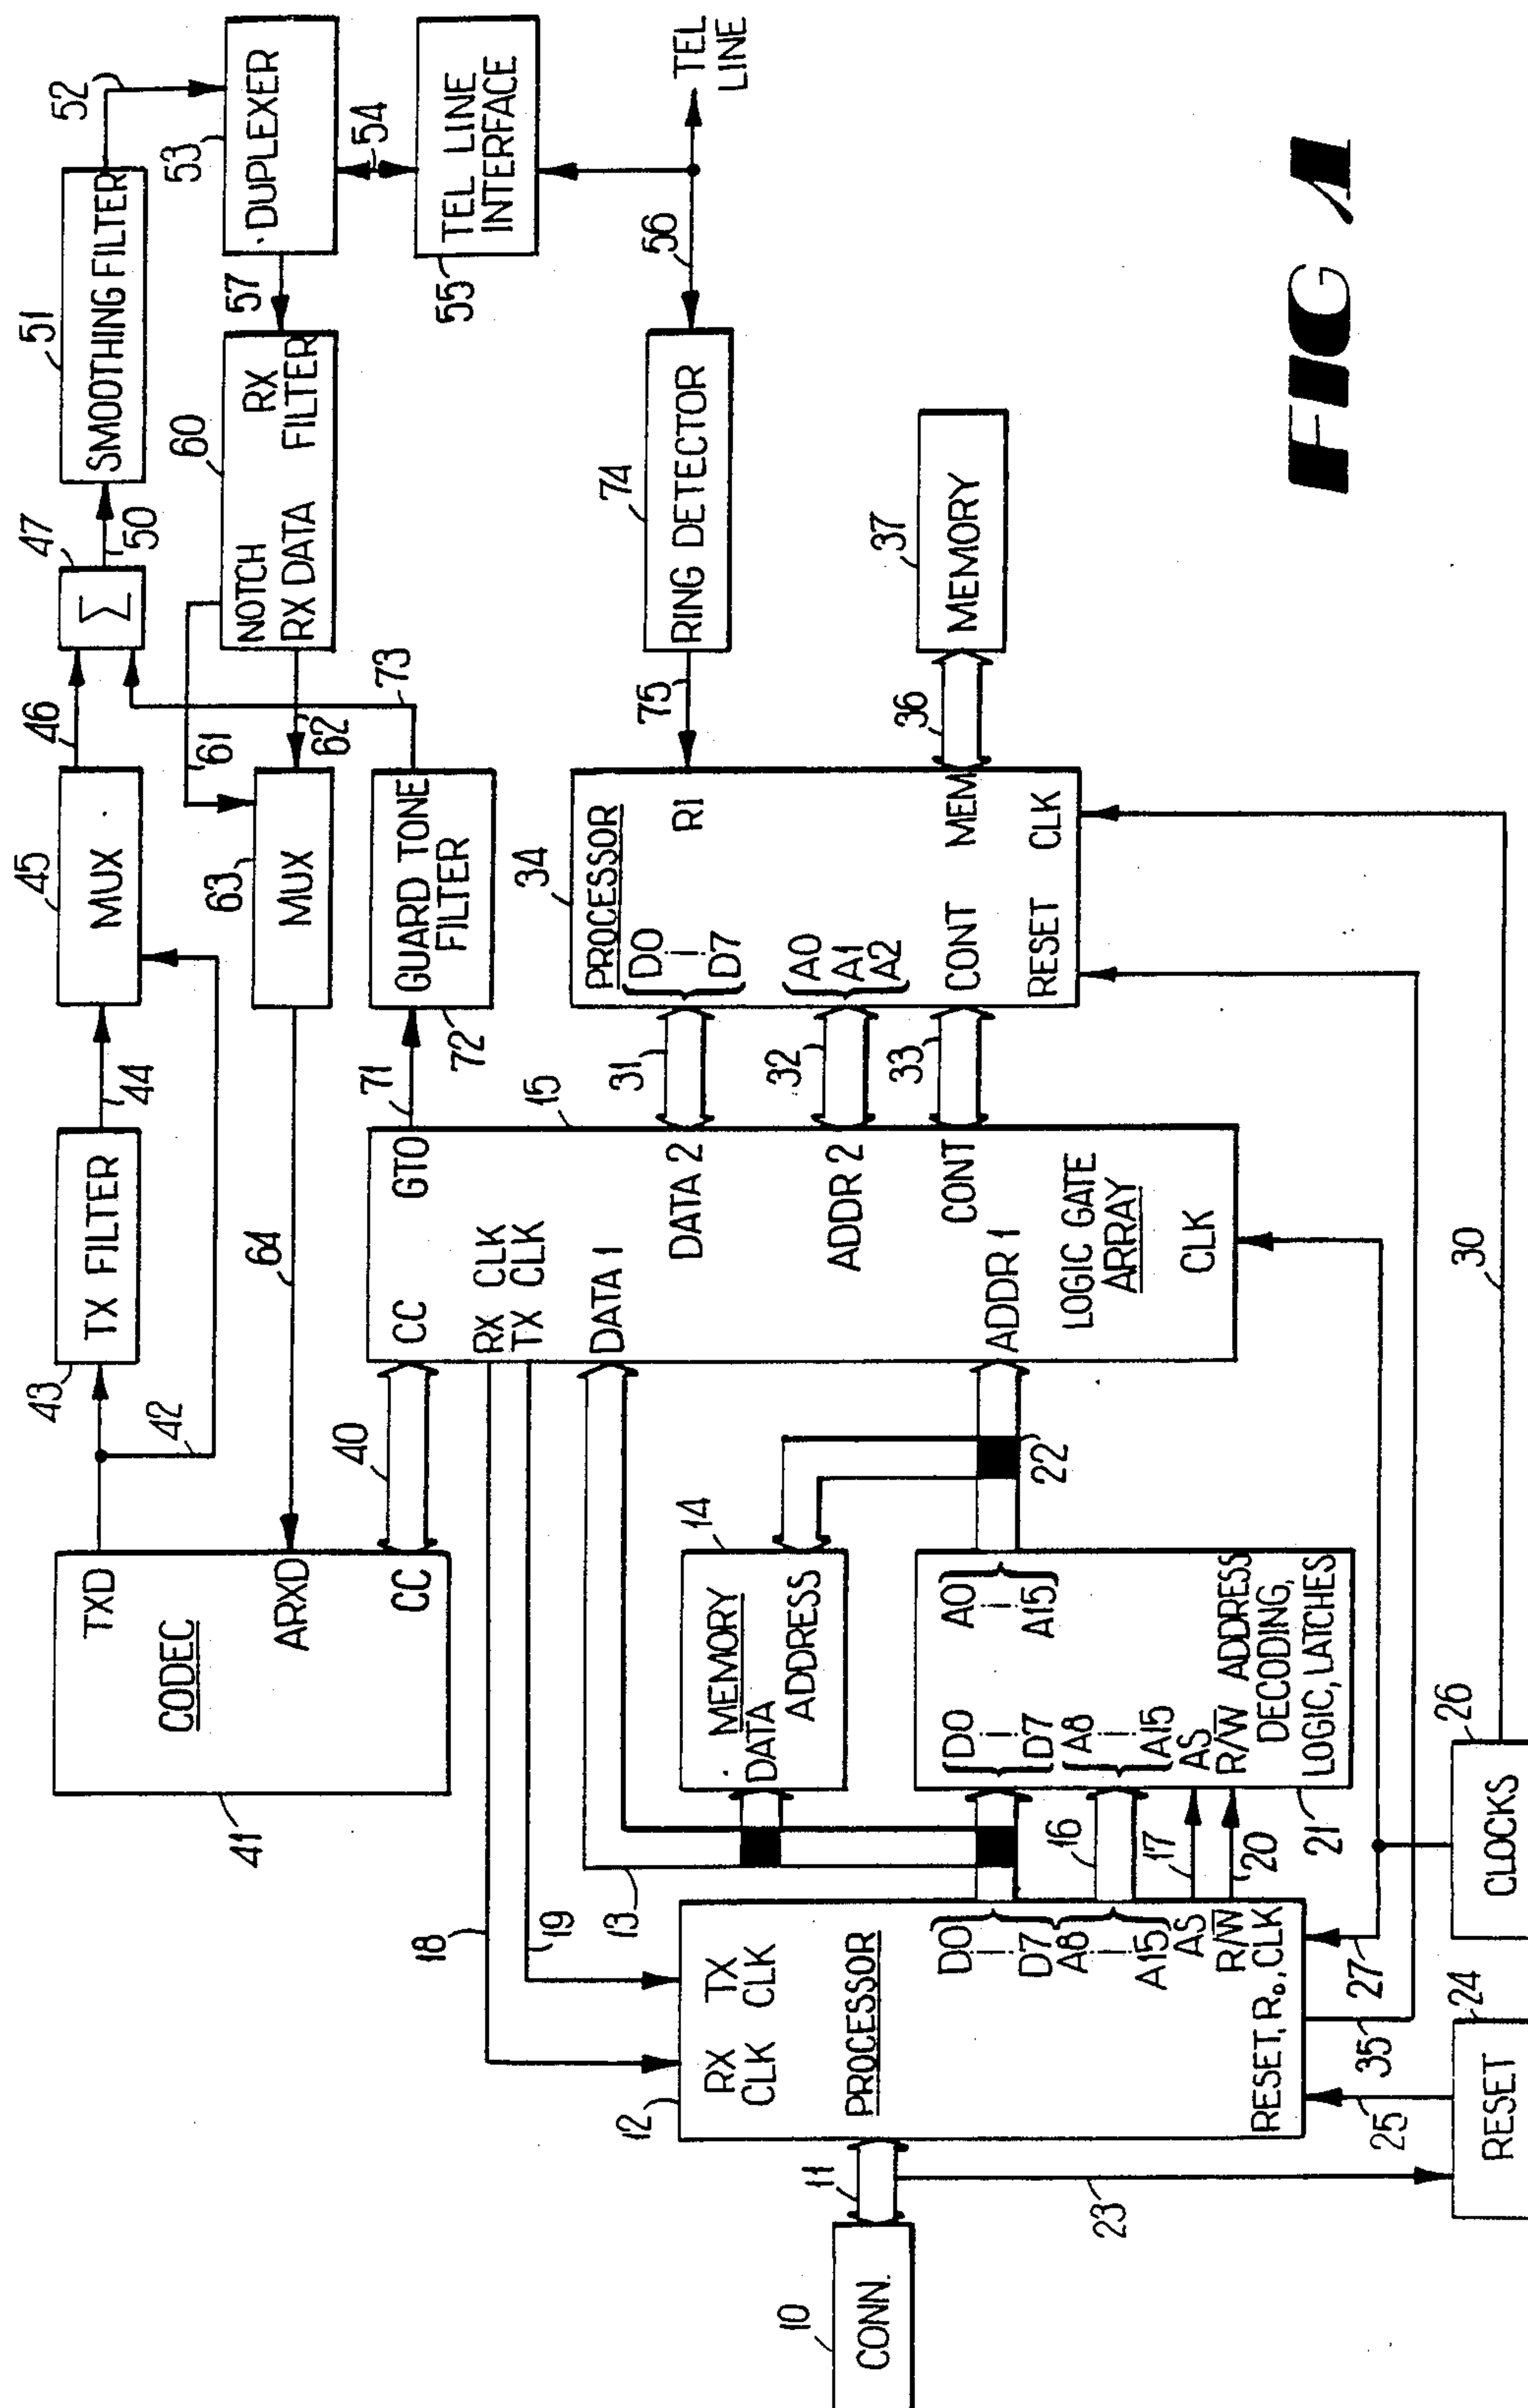 52
53
DUPLEXER
54
TEL LINE
INTERFACE
55
TEL
LINE
56
51
SMOOTHING FILTER
57
60
NOTCH
RX
RX DATA FILTER
47
Σ
50
46
61
62
73
45
MUX
63
MUX
GUARD TONE
FILTER
72
71
74
RING DETECTOR
75
37
MEMORY
36
34
PROCESSOR
D0
D7
RI
A0
A1
A2
CONT MEM
RESET CLK
31
32
33
44
43
TX FILTER
42
64
40
15
CC GTO
RX CLK
TX CLK
DATA 1
DATA 2
ADDR 2
CONT
ADDR 1
LOGIC GATE
ARRAY
CLK
30
TXD
CODEC
ARXD
CC
41
14
MEMORY
DATA
ADDRESS
22
A0
A15
D0
D7
A8
A15
AS
R/W̅ ADDRESS
DECODING,
LOGIC, LATCHES
21
18
19
13
16
17
20
26
CLOCKS
27
35
12
RX
CLK
TX
CLK
PROCESSOR
D0
D7
A8
A15
AS
R/W̅
RESET, R₀, CLK
24
RESET
25
23
11
10
CONN.
FIG A